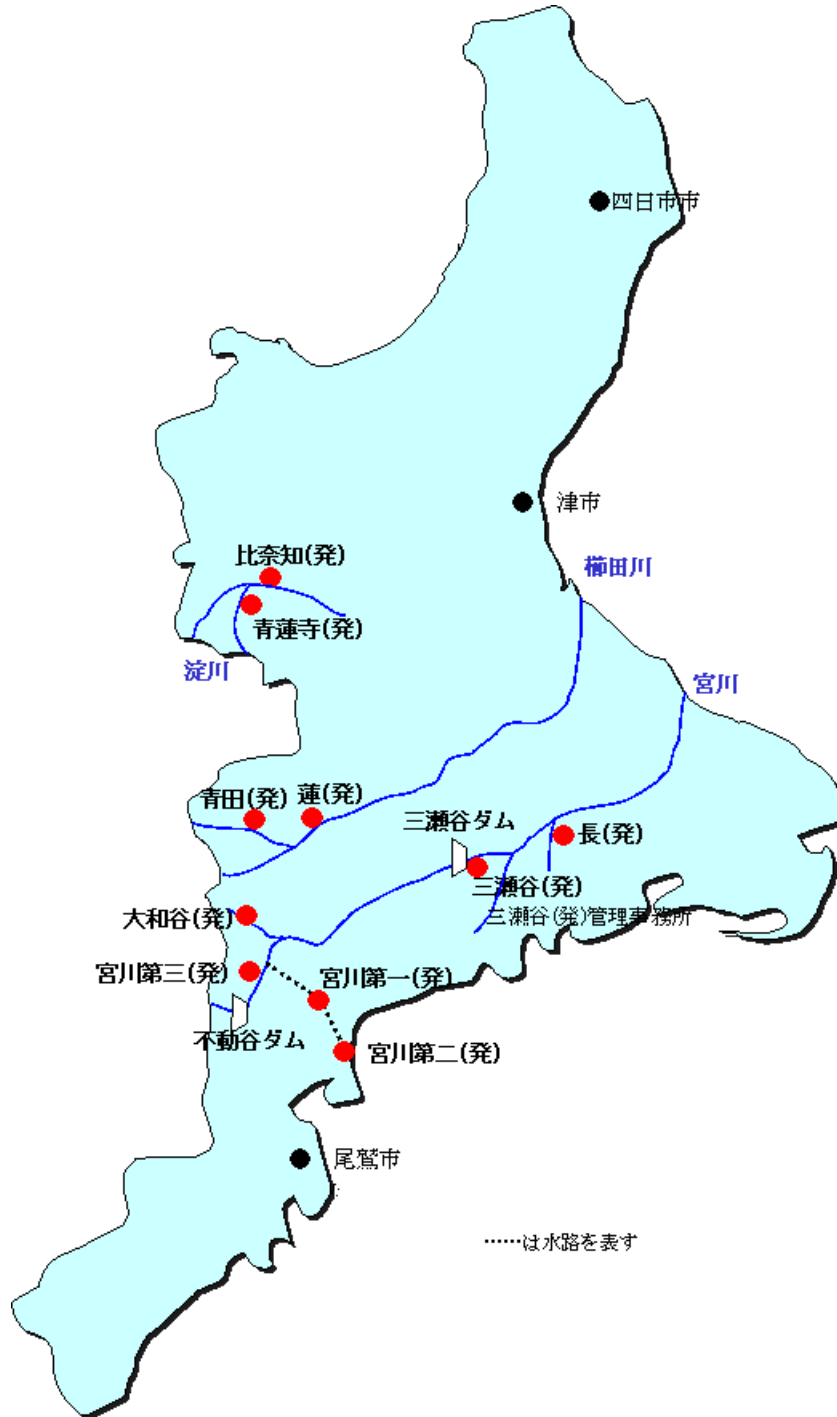 四日市市
津市
比奈知(発)
櫛田川
青蓮寺(発)
淀川
宮川
青田(発)
蓮(発)
三瀬谷ダム
長(発)
三瀬谷(発)
三瀬谷(発)管理事務所
大和谷(発)
宮川第三(発)
宮川第一(発)
不動谷ダム
宮川第二(発)
尾鷲市
……は水路を表す